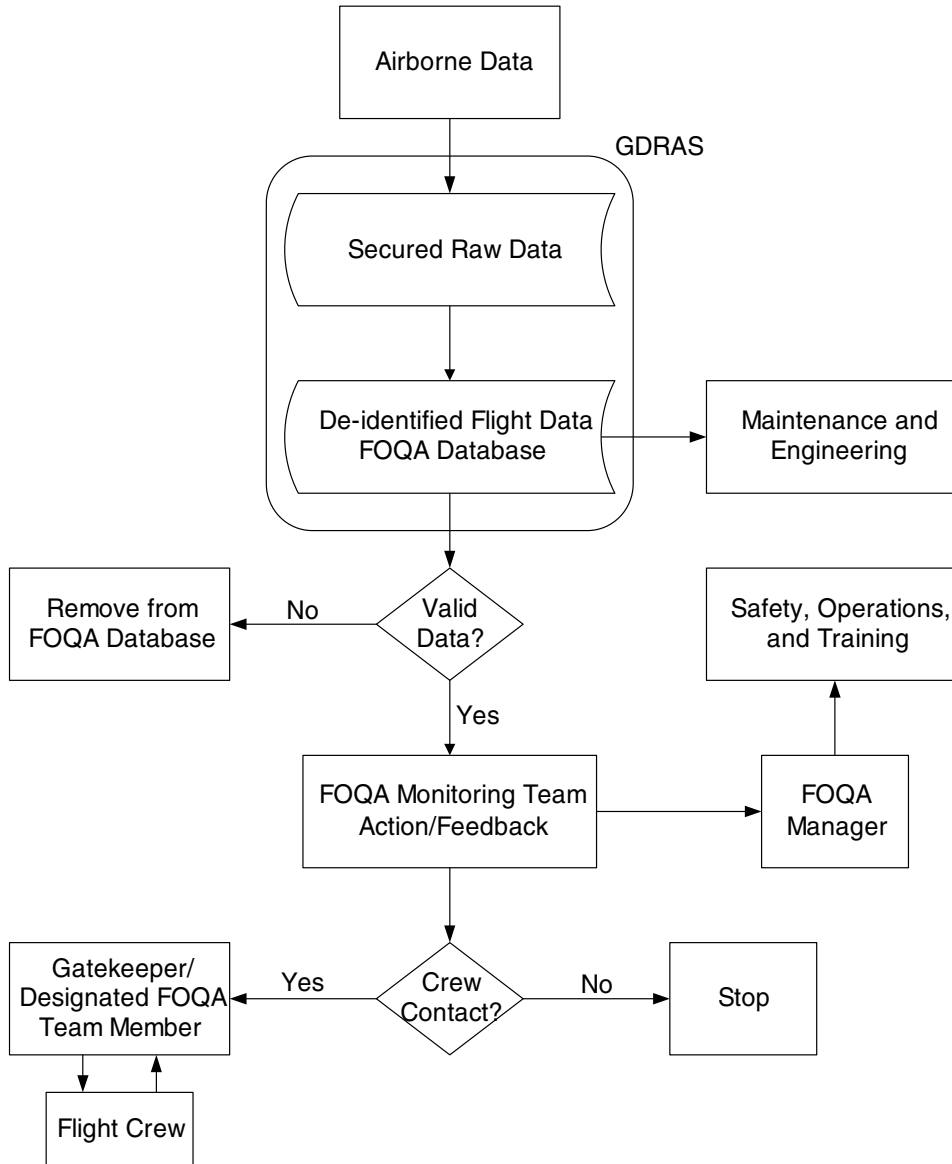 Airborne Data
GDRAS
Secured Raw Data
De-identified Flight Data
FOQA Database
Maintenance and
Engineering
Remove from
FOQA Database
No
Valid
Data?
Safety, Operations,
and Training
Yes
FOQA Monitoring Team
Action/Feedback
FOQA
Manager
Gatekeeper/
Designated FOQA
Team Member
Yes
Crew
Contact?
No
Stop
Flight Crew